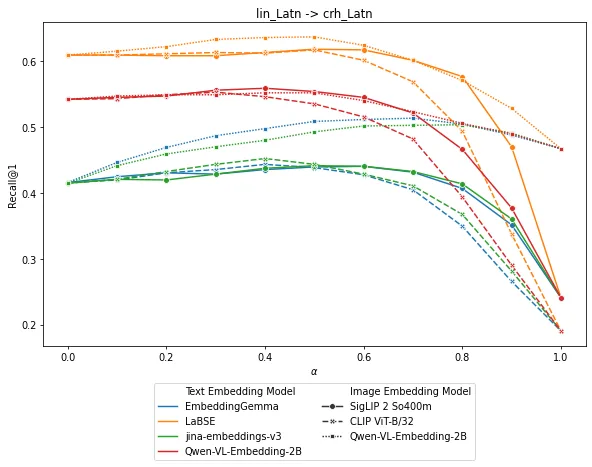 lin_Latn -> crh_Latn
Recall@1
0.6
0.5
0.4
0.3
0.2
0.0
0.2
0.4
0.6
0.8
1.0
α
Text Embedding Model
EmbeddingGemma
LaBSE
jina-embeddings-v3
Qwen-VL-Embedding-2B
Image Embedding Model
SigLIP 2 So400m
CLIP ViT-B/32
Qwen-VL-Embedding-2B